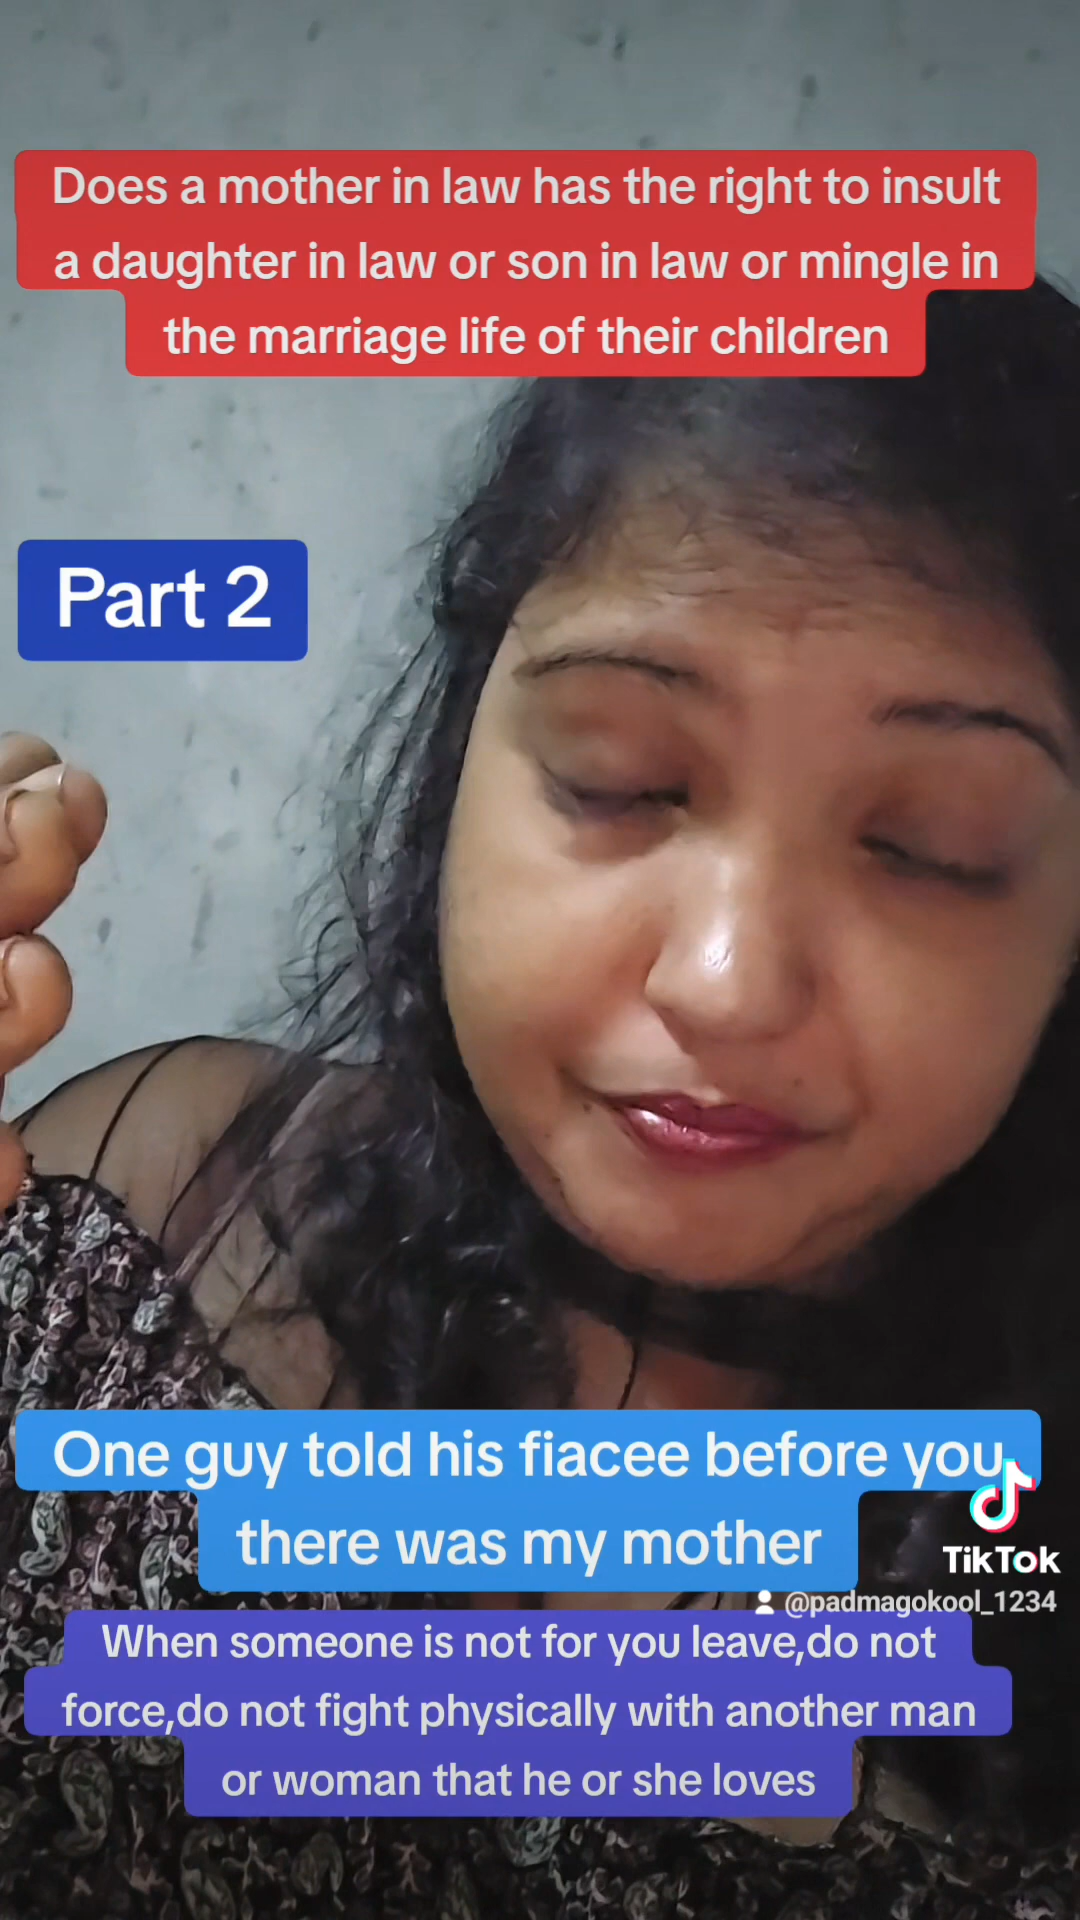 Does a mother in law has the right to insult
a daughter in law or son in law or mingle in
the marriage life of their children
Part 2
One guy told his fiacee before you
there was my mother
TikTok
@padmagokool_1234
When someone is not for you leave,do not
force,do not fight physically with another man
or woman that he or she loves